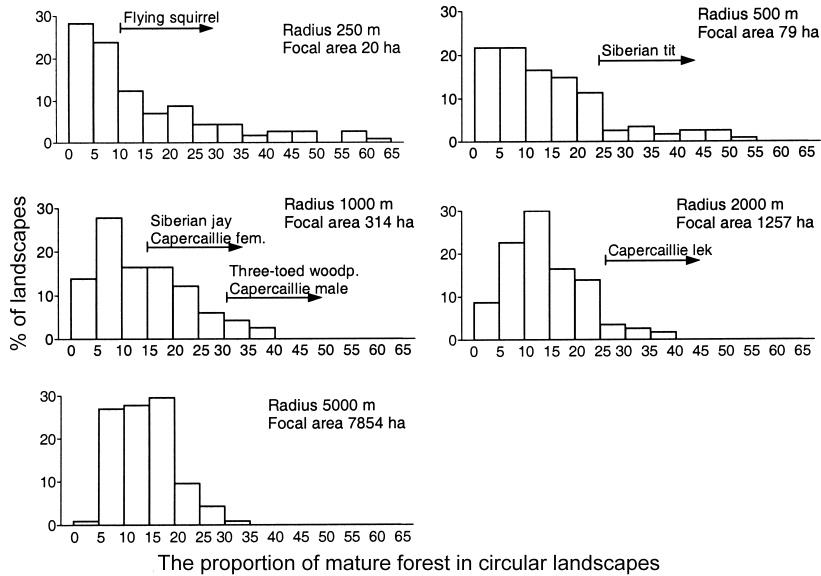 Flying squirrel
Radius 250 m
Focal area 20 ha
30
20
10
0
0 5 10 15 20 25 30 35 40 45 50 55 60 65
Radius 500 m
Focal area 79 ha
Siberian tit
30
20
10
0
0 5 10 15 20 25 30 35 40 45 50 55 60 65
% of landscapes
Radius 1000 m
Focal area 314 ha
Siberian jay
Capercaillie fem.
Three-toed woodp.
Capercaillie male
30
20
10
0
0 5 10 15 20 25 30 35 40 45 50 55 60 65
Radius 2000 m
Focal area 1257 ha
Capercaillie lek
30
20
10
0
0 5 10 15 20 25 30 35 40 45 50 55 60 65
Radius 5000 m
Focal area 7854 ha
30
20
10
0
0 5 10 15 20 25 30 35 40 45 50 55 60 65
The proportion of mature forest in circular landscapes